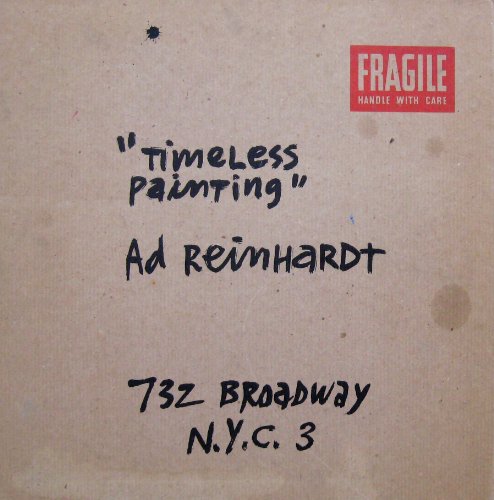 FRAGILE
HANDLE WITH CARE
"Timeless
Painting"
Ad Reinhardt
732 Broadway
N.Y.C. 3